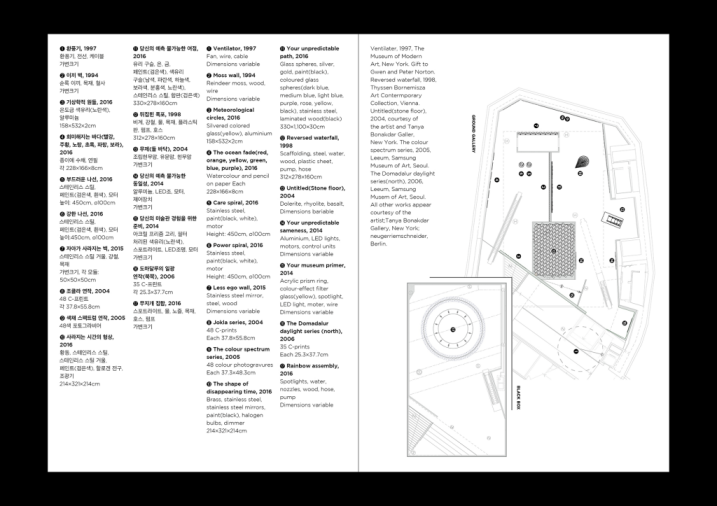 ❶ 환풍기, 1997
환풍기, 전선, 케이블
가변크기
❷ 이끼 벽, 1994
순록 이끼, 목재, 철사
가변크기
❸ 기상학적 원들, 2016
은도금 색유리(노란색),
알루미늄
158×532×2cm
❹ 희미해지는 바다(빨강,
주황, 노랑, 초록, 파랑, 보라),
2016
종이에 수채, 연필
각 228×166×8cm
❺ 부드러운 나선, 2016
스테인리스 스틸,
페인트(검은색, 흰색), 모터
높이: 450cm, ø100cm
❻ 강한 나선, 2016
스테인리스 스틸,
페인트(검은색, 흰색), 모터
높이:450cm, ø100cm
❼ 자아가 사라지는 벽, 2015
스테인리스 스틸 거울, 강철,
목재
가변크기, 각 모듈:
50×50×50cm
❽ 조클라 연작, 2004
48 C-프린트
각 37.8×55.8cm
❾ 색채 스펙트럼 연작, 2005
48색 포토그라비어
❿ 사라지는 시간의 형상,
2016
황동, 스테인리스 스틸,
스테인리스 스틸 거울,
페인트(검은색), 할로겐 전구,
조광기
214×321×214cm
당신의 예측 불가능한 여정,
2016
유리 구슬, 은, 금,
페인트(검은색), 색유리
구슬(남색, 파란색, 하늘색,
보라색, 분홍색, 노란색),
스테인리스 스틸, 합판(검은색)
330×278×160cm
뒤집힌 폭포, 1998
비계, 강철, 물, 목재, 플라스틱
판, 펌프, 호스
312×278×160cm
무제(돌 바닥), 2004
조립현무암, 유문암, 현무암
가변크기
당신의 예측 불가능한
동일성, 2014
알루미늄, LED조, 모터,
제어장치
가변크기
당신의 미술관 경험을 위한
준비, 2014
아크릴 프리즘 고리, 필터
처리된 색유리(노란색),
스포트라이트, LED조명, 모터
가변크기
도마달루의 일광
연작(북쪽), 2006
35 C-프린트
각 25.3×37.7cm
무지개 집합, 2016
스포트라이트, 물, 노즐, 목재,
호스, 펌프
가변크기
❶ Ventilator, 1997
Fan, wire, cable
Dimensions variable
❷ Moss wall, 1994
Reindeer moss, wood,
wire
Dimensions variable
❸ Meteorological
circles, 2016
Silvered colored
glass(yellow), aluminium
158×532×2cm
❹ The ocean fade(red,
orange, yellow, green,
blue, purple), 2016
Watercolour and pencil
on paper Each
228×166×8cm
❺ Care spiral, 2016
Stainless steel,
paint(black, white),
motor
Height: 450cm, ø100cm
❻ Power spiral, 2016
Stainless steel,
paint(black, white),
motor
Height: 450cm, ø100cm
❼ Less ego wall, 2015
Stainless steel mirror,
steel, wood
Dimensions variable
❽ Jokla series, 2004
48 C-prints
Each 37.8×55.8cm
❾ The colour spectrum
series, 2005
48 colour photogravures
Each 37.3×48.3cm
❿ The shape of
disappearing time, 2016
Brass, stainless steel,
stainless steel mirrors,
paint(black), halogen
bulbs, dimmer
214×321×214cm
Your unpredictable
path, 2016
Glass spheres, silver,
gold, paint(black),
coloured glass
spheres(dark blue,
medium blue, light blue,
purple, rose, yellow,
black), stainless steel,
laminated wood(black)
330×1,100×30cm
Reversed waterfall,
1998
Scaffolding, steel, water,
wood, plastic sheet,
pump, hose
312×278×160cm
Untitled(Stone floor),
2004
Dolerite, rhyolite, basalt,
Dimensions beriable
Your unpredictable
sameness, 2014
Aluminium, LED lights,
motors, control units
Dimensions variable
Your museum primer,
2014
Acrylic prism ring,
colour-effect filter
glass(yellow), spotlight,
LED light, moter, wire
Dimensions variable
The Domadalur
daylight series (north),
2006
35 C-prints
Each 25.3×37.7cm
Rainbow assembly,
2016
Spotlights, water,
nozzles, wood, hose,
pump
Dimensions variable
Ventilater, 1997, The
Museum of Modern
Art, New York. Gift to
Gwen and Peter Norton.
Reversed waterfall, 1998,
Thyssen Bornemisza
Art Contemporary
Collection, Vienna.
Untitled(stone floor),
2004, courtesy of
the artist and Tanya
Bonakdar Galler,
New York. The colour
spectrum series, 2005,
Leeum, Samsung
Museum of Art, Seoul.
The Domadalur daylight
series(north), 2006,
Leeum, Samsung
Musem of Art, Seoul.
All other works appear
courtesy of the
artist;Tanya Bonakdar
Gallery, New York;
neugerriemschneider,
Berlin.
GROUND GALLERY
BLACK BOX